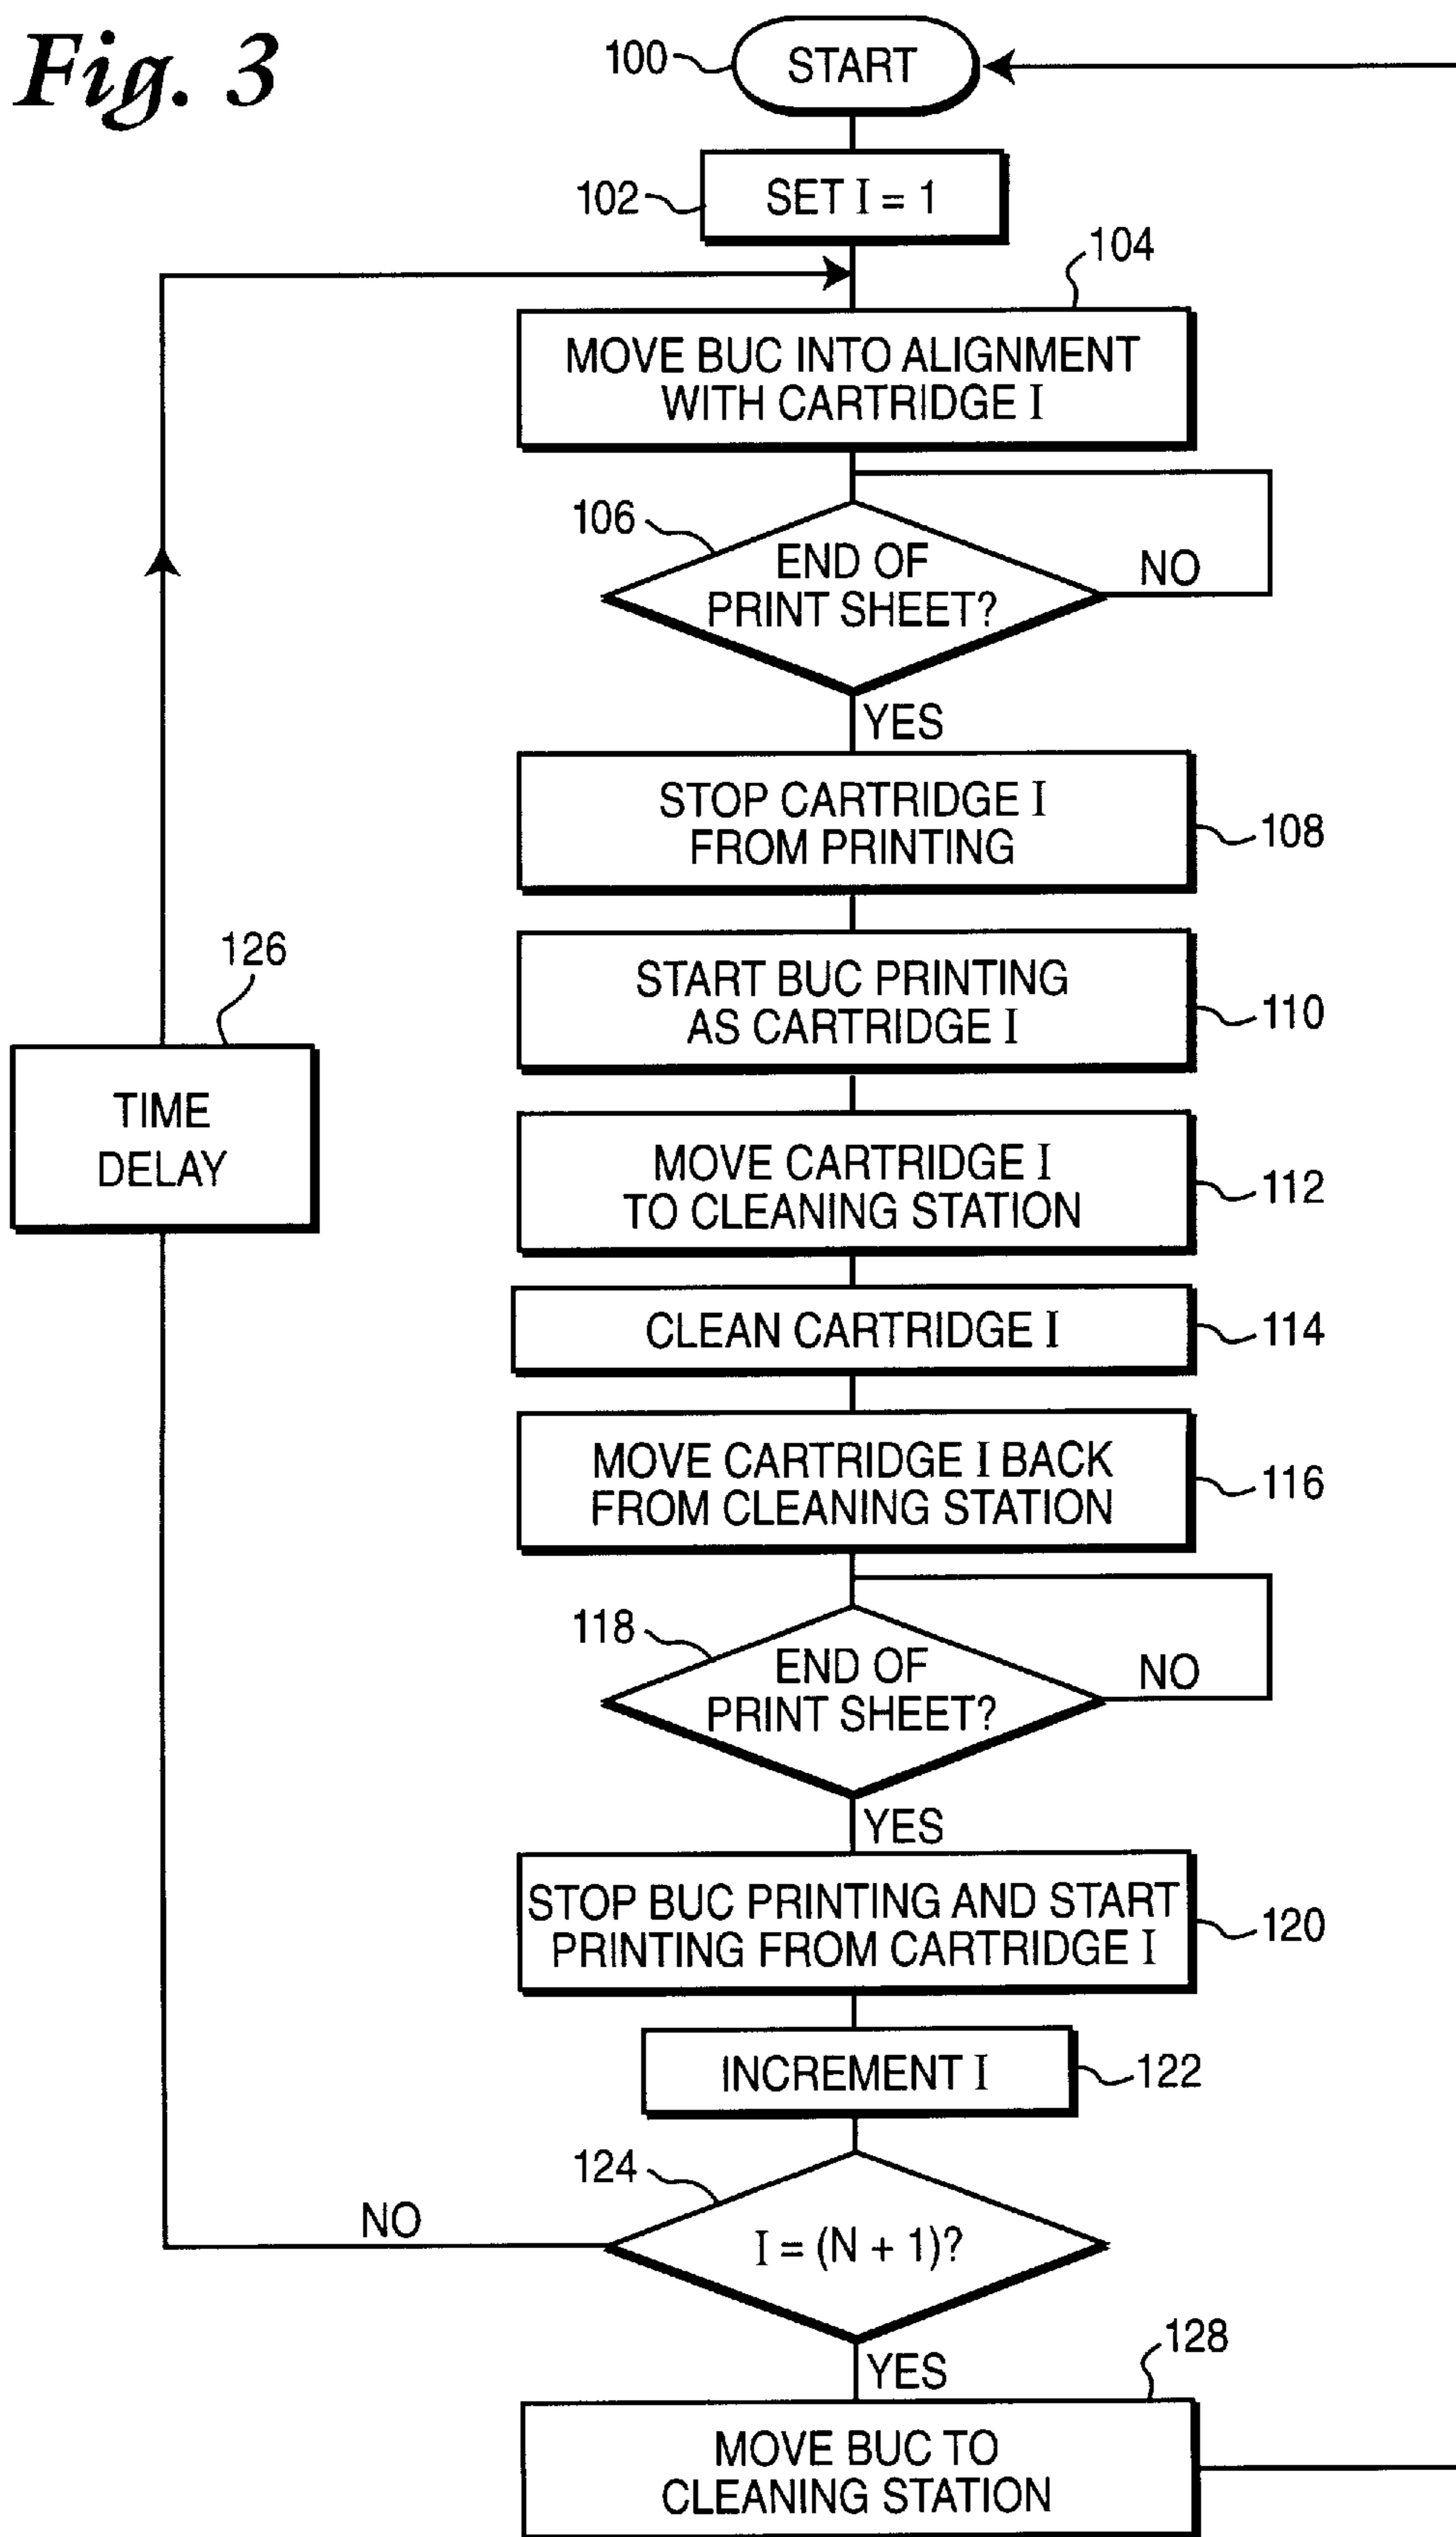 Fig. 3
100
START
102
SET I = 1
104
MOVE BUC INTO ALIGNMENT
WITH CARTRIDGE I
106
END OF
PRINT SHEET?
NO
YES
STOP CARTRIDGE I
FROM PRINTING
108
START BUC PRINTING
AS CARTRIDGE I
110
126
TIME
DELAY
MOVE CARTRIDGE I
TO CLEANING STATION
112
CLEAN CARTRIDGE I
114
MOVE CARTRIDGE I BACK
FROM CLEANING STATION
116
118
END OF
PRINT SHEET?
NO
YES
STOP BUC PRINTING AND START
PRINTING FROM CARTRIDGE I
120
INCREMENT I
122
124
I = (N + 1)?
NO
YES
128
MOVE BUC TO
CLEANING STATION